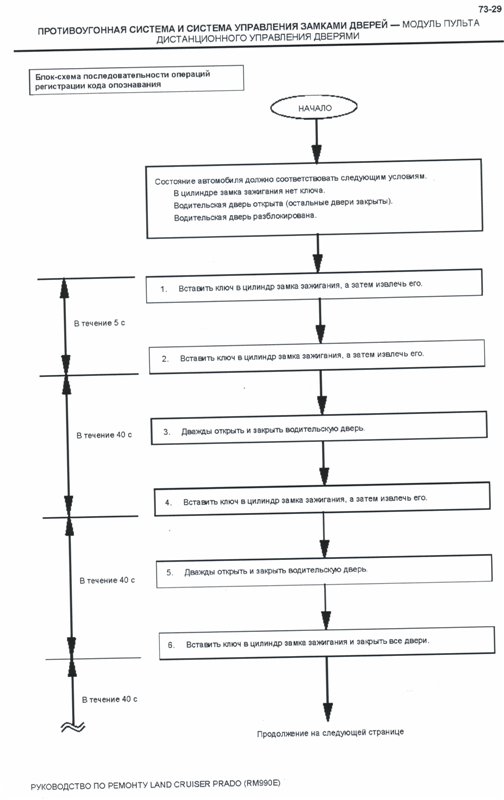 73-29
ПРОТИВОУГОННАЯ СИСТЕМА И СИСТЕМА УПРАВЛЕНИЯ ЗАМКАМИ ДВЕРЕЙ — МОДУЛЬ ПУЛЬТА
ДИСТАНЦИОННОГО УПРАВЛЕНИЯ ДВЕРЯМИ
Блок-схема последовательности операций
регистрации кода опознавания
НАЧАЛО
Состояние автомобиля должно соответствовать следующим условиям.
В цилиндре замка зажигания нет ключа.
Водительская дверь открыта (остальные двери закрыты).
Водительская дверь разблокирована.
1. Вставить ключ в цилиндр замка зажигания, а затем извлечь его.
В течение 5 с
2. Вставить ключ в цилиндр замка зажигания, а затем извлечь его.
В течение 40 с
3. Дважды открыть и закрыть водительскую дверь.
4. Вставить ключ в цилиндр замка зажигания, а затем извлечь его.
В течение 40 с
5. Дважды открыть и закрыть водительскую дверь.
6. Вставить ключ в цилиндр замка зажигания и закрыть все двери.
В течение 40 с
Продолжение на следующей странице
РУКОВОДСТВО ПО РЕМОНТУ LAND CRUISER PRADO (RM990E)